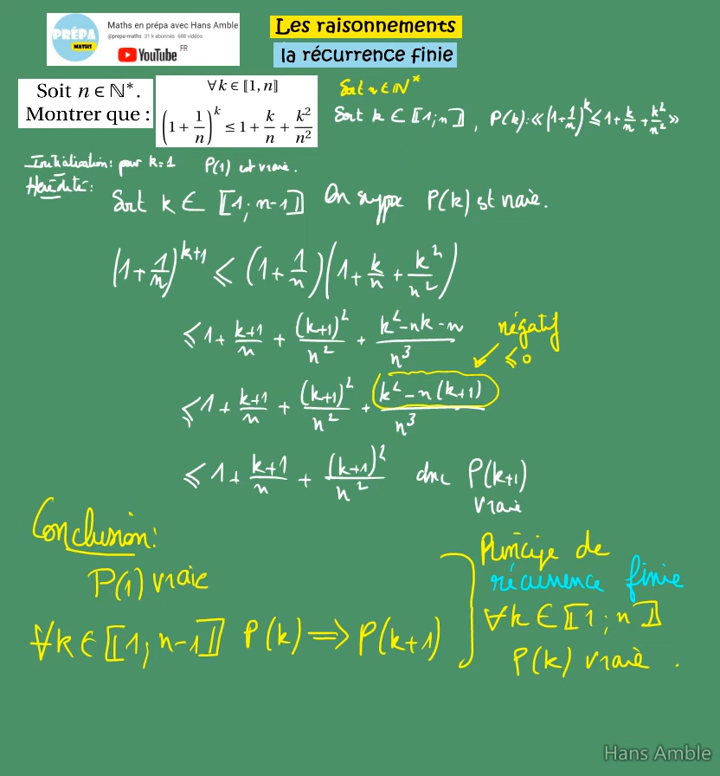 PRÉPA MATHS
Maths en prépa avec Hans Amble
@prepa-maths 31 k abonnés 688 vidéos
YouTube FR
Les raisonnements
la récurrence finie
Soit n ∈ ℕ*.
Montrer que :
∀k ∈ ⟦1, n⟧
(1 + 1/n)^k ≤ 1 + k/n + k²/n²
Soit n ∈ ℕ*
Soit k ∈ ⟦1; n⟧, P(k): « (1+1/n)^k ≤ 1 + k/n + k²/n² »
Initialisation: pour k=1 P(1) est vraie.
Hérédité: Soit k ∈ ⟦1; n-1⟧ On suppose P(k) est vraie.
(1+1/n)^(k+1) ≤ (1+1/n)(1+k/n+k²/n²)
≤ 1 + (k+1)/n + (k+1)²/n² + (k²-nk-n)/n³
négatif
≤ 0
≤ 1 + (k+1)/n + (k+1)²/n² + (k²-n(k+1))/n³
≤ 1 + (k+1)/n + (k+1)²/n² donc P(k+1)
vraie
Conclusion:
P(1) vraie
∀k ∈ ⟦1; n-1⟧ P(k) ⟹ P(k+1)
Principe de
récurrence finie
∀k ∈ ⟦1; n⟧
P(k) vraie.
Hans Amble